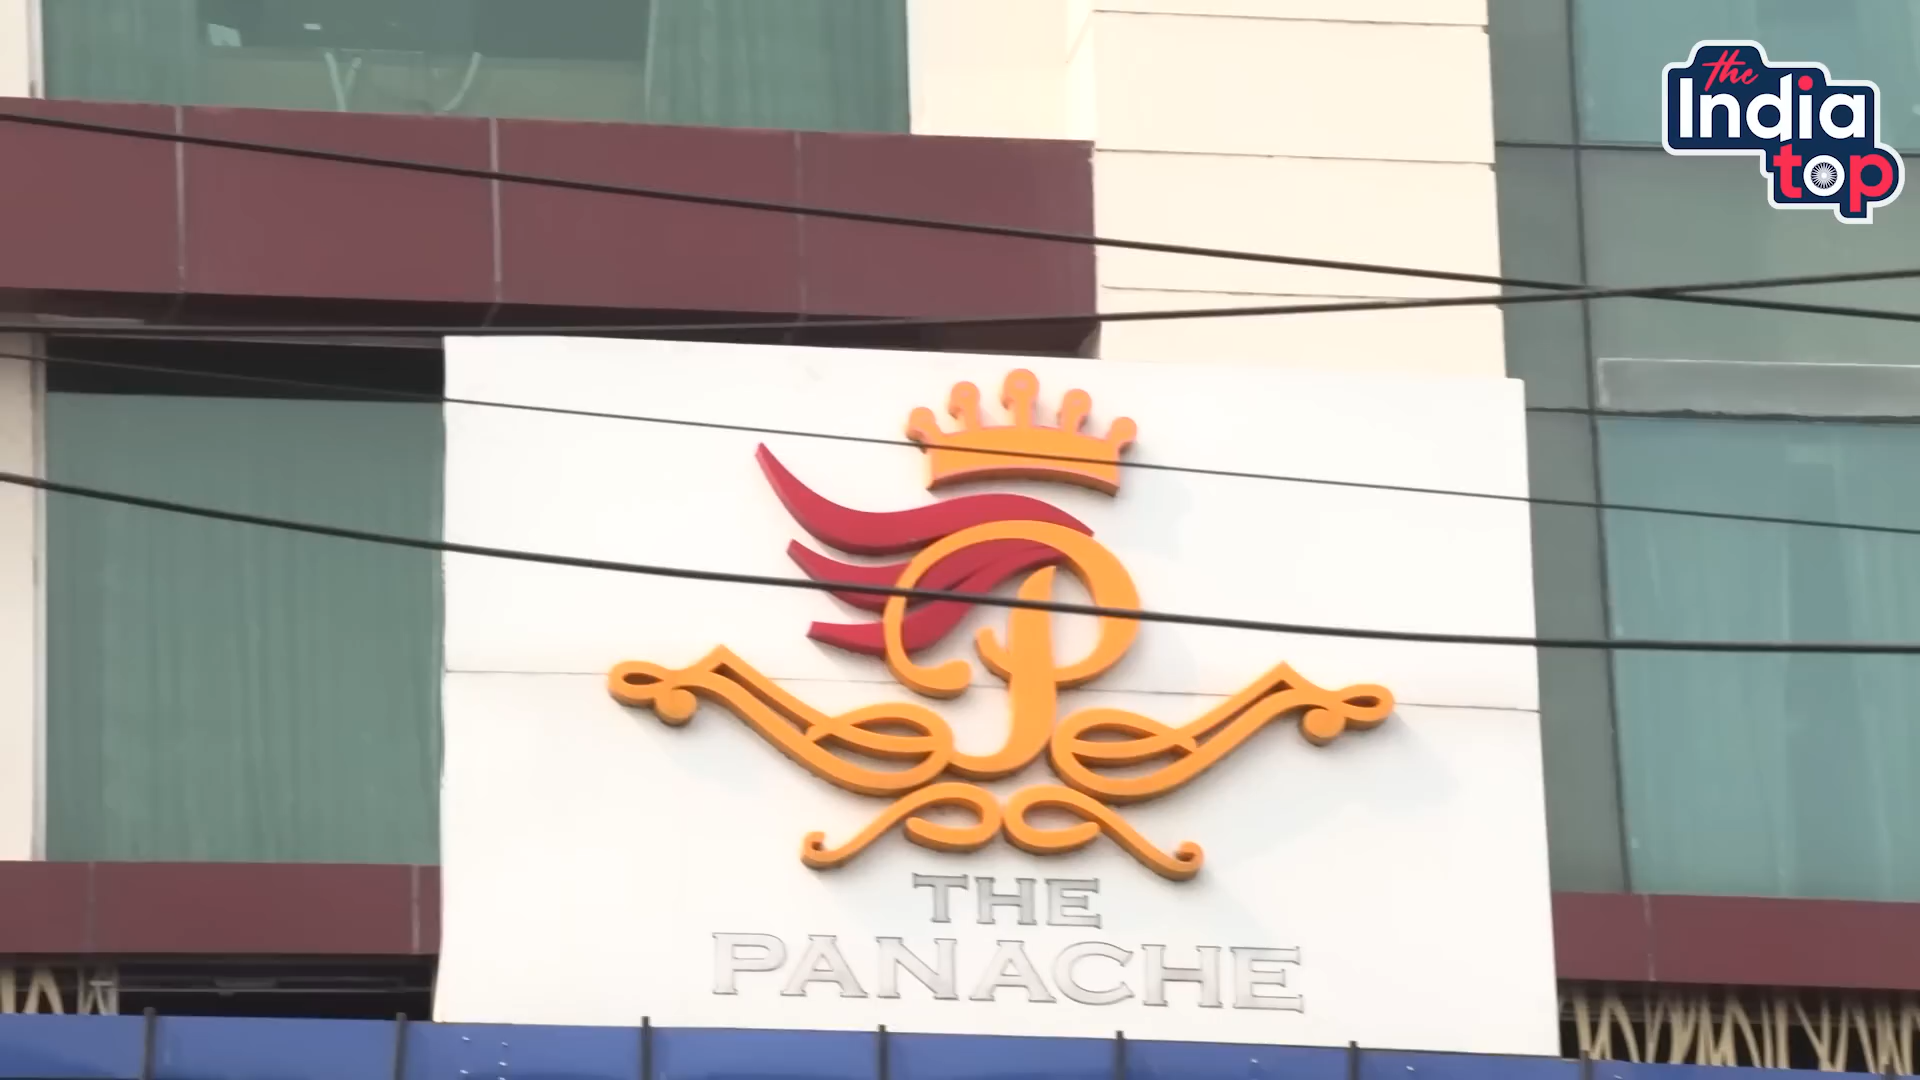 the
India
top
P
THE
PANACHE